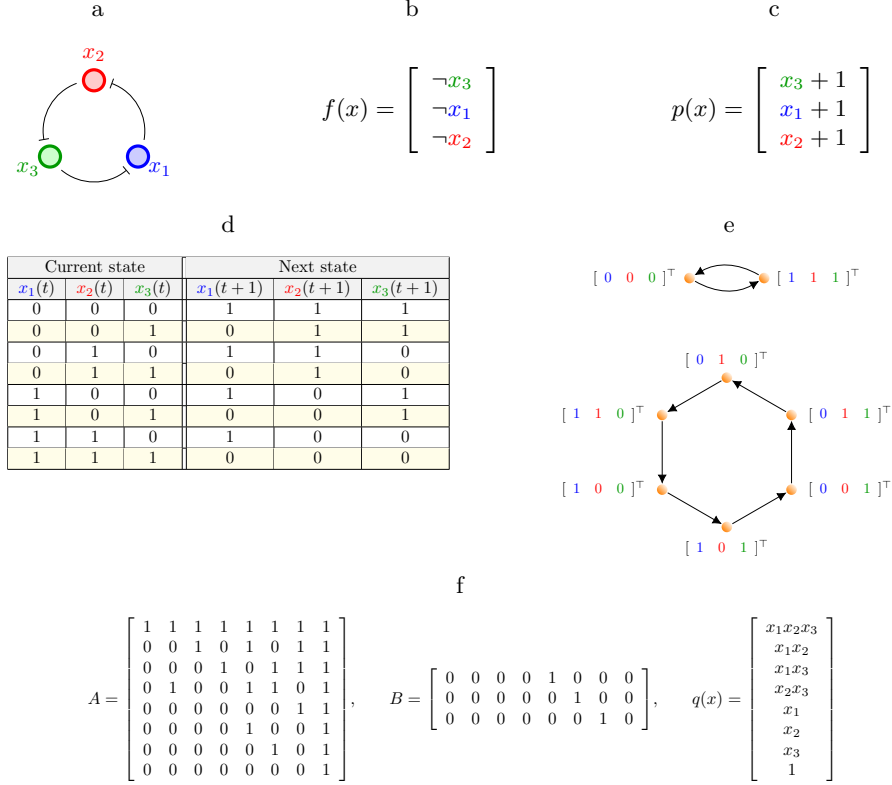 a
b
c
x₂
x₃
x₁
f(x) = [ ¬x₃
¬x₁
¬x₂ ]
p(x) = [ x₃ + 1
x₁ + 1
x₂ + 1 ]
d
Current state Next state
x₁(t) x₂(t) x₃(t) x₁(t + 1) x₂(t + 1) x₃(t + 1)
0 0 0 1 1 1
0 0 1 0 1 1
0 1 0 1 1 0
0 1 1 0 1 0
1 0 0 1 0 1
1 0 1 0 0 1
1 1 0 1 0 0
1 1 1 0 0 0
e
[ 0 0 0 ]⊤ [ 1 1 1 ]⊤
[ 0 1 0 ]⊤
[ 1 1 0 ]⊤ [ 0 1 1 ]⊤
[ 1 0 0 ]⊤ [ 0 0 1 ]⊤
[ 1 0 1 ]⊤
f
A = [ 1 1 1 1 1 1 1 1
0 0 1 0 1 0 1 1
0 0 0 1 0 1 1 1
0 1 0 0 1 1 0 1
0 0 0 0 0 0 1 1
0 0 0 0 1 0 0 1
0 0 0 0 0 1 0 1
0 0 0 0 0 0 0 1 ],
B = [ 0 0 0 0 1 0 0 0
0 0 0 0 0 1 0 0
0 0 0 0 0 0 1 0 ],
q(x) = [ x₁x₂x₃
x₁x₂
x₁x₃
x₂x₃
x₁
x₂
x₃
1 ]